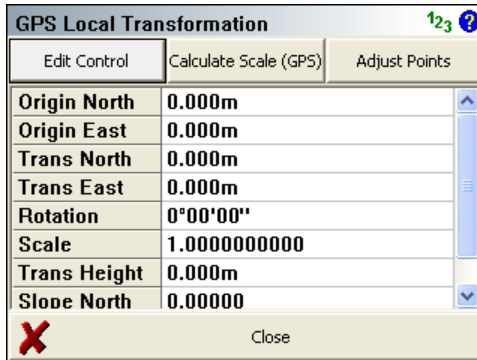 GPS Local Transformation 123 ?
Edit Control Calculate Scale (GPS) Adjust Points
Origin North 0.000m
Origin East 0.000m
Trans North 0.000m
Trans East 0.000m
Rotation 0°00'00''
Scale 1.0000000000
Trans Height 0.000m
Slope North 0.00000
Close